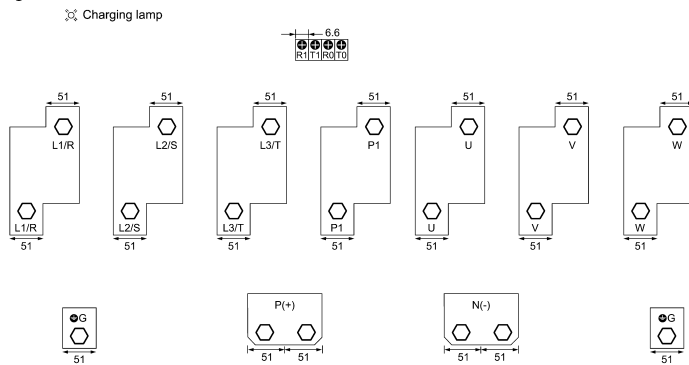 Charging lamp
6.6
R1 T1 R0 T0
51 51 51 51 51 51 51
L1/R L2/S L3/T P1 U V W
L1/R L2/S L3/T P1 U V W
51 51 51 51 51 51 51
G P(+) N(-) G
51 51 51 51 51 51